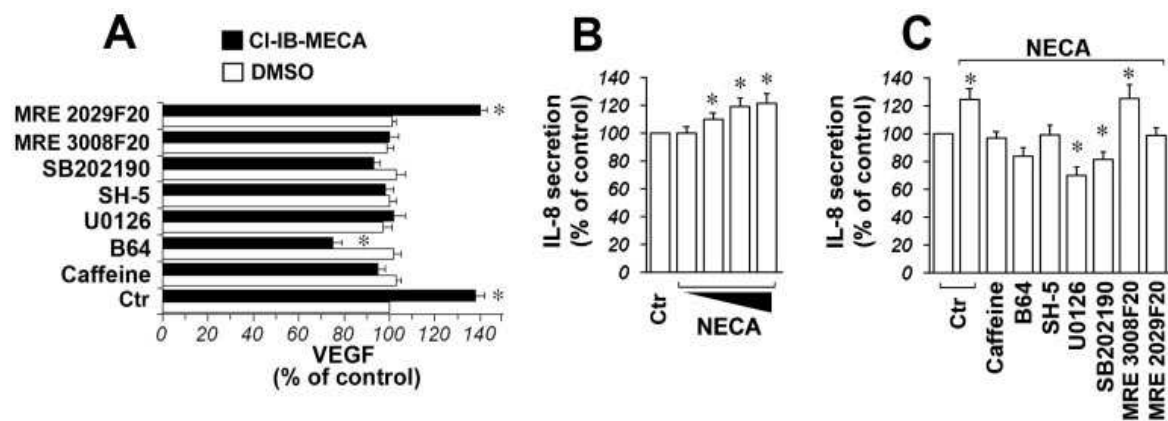 A
Cl-IB-MECA
DMSO
MRE 2029F20
MRE 3008F20
SB202190
SH-5
U0126
B64
Caffeine
Ctr
*
*
*
0 20 40 60 80 100 120 140
VEGF
(% of control)
B
IL-8 secretion
(% of control)
140
120
100
80
60
40
20
0
* * *
Ctr
NECA
C
NECA
IL-8 secretion
(% of control)
140
120
100
80
60
40
20
0
* * * *
Ctr
Caffeine
B64
SH-5
U0126
SB202190
MRE 3008F20
MRE 2029F20